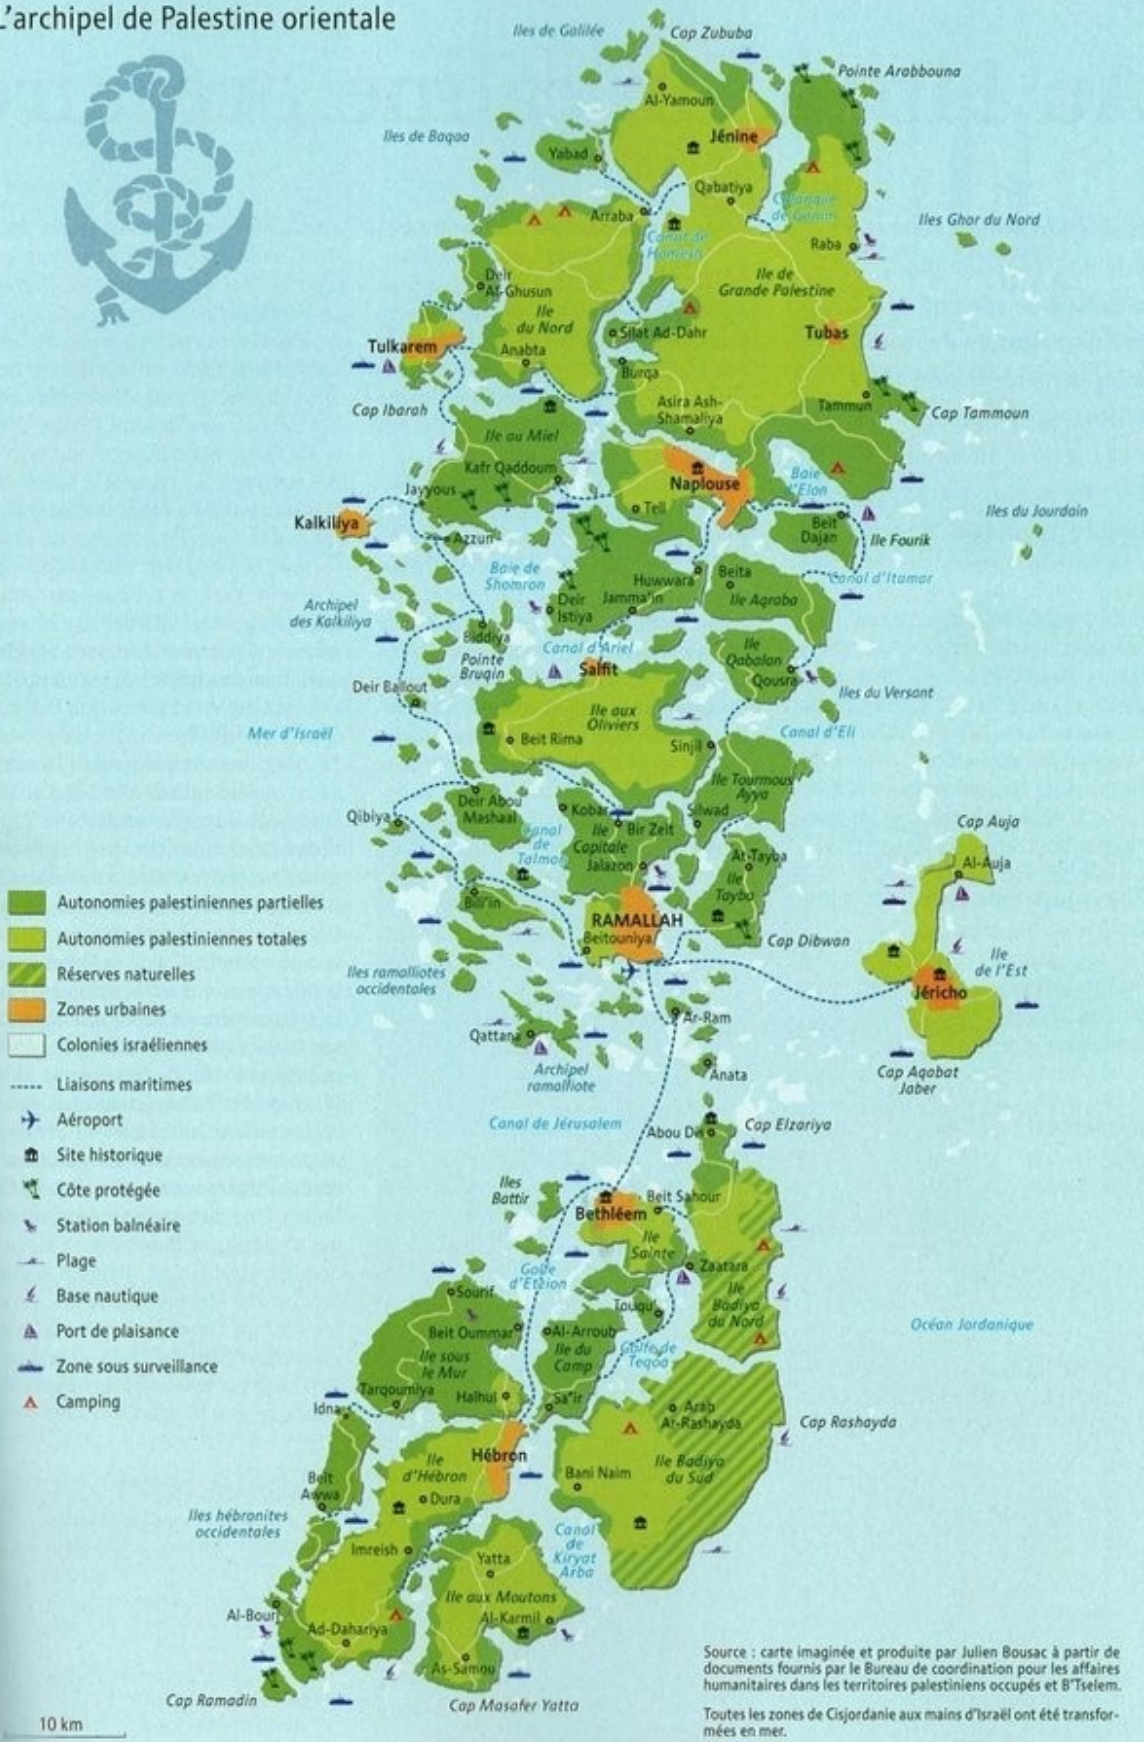 L'archipel de Palestine orientale
Iles de Galilée
Cap Zububa
Pointe Arabbouna
Al-Yamoun
Iles de Baqaa
Jénine
Yabad
Qabatiya
Arraba
Canal de
Homesh
Iles Ghor du Nord
Raba
Deir
Al-Ghusun
Ile de
Grande Palestine
Ile
du Nord
Silat Ad-Dahr
Tubas
Tulkarem
Anabta
Burqa
Cap Ibarah
Asira Ash-
Shamaliya
Tammun
Cap Tammoun
Ile au Miel
Kafr Qaddoum
Naplouse
Baie
l'Elon
Jayyous
Tell
Kalkiliya
Azzun
Beit
Dajan
Ile Fourik
Iles du Jourdain
Baie de
Shomron
Huwwara
Beita
Canal d'Itamar
Archipel
des Kalkiliya
Deir
Istiya
Jamma'in
Ile Aqraba
Biddiya
Canal d'Ariel
Ile
Qabalan
Pointe
Bruqin
Salfit
Qousra
Deir Ballout
Iles du Versant
Ile aux
Oliviers
Mer d'Israël
Beit Rima
Sinjil
Canal d'Eli
Ile Tourmous
Ayya
Deir Abou
Mashaal
Qibiya
Kobar
Silwad
Ile
Capitale
Bir Zeit
Canal
de
Talmon
Cap Auja
Jalazon
At-Tayba
Al-Auja
Ile
Tayba
Bili'in
RAMALLAH
Beitouniya
Cap Dibwan
Ile
de l'Est
Iles ramalliotes
occidentales
Jéricho
Ar-Ram
Qattana
Archipel
ramalliote
Anata
Cap Aqabat
Jaber
Canal de Jérusalem
Abou Dis
Cap Elzariya
Iles
Battir
Beit Sahour
Bethléem
Ile
Sainte
Golfe
d'Etzion
Zaatara
Sourif
Ile
Badiya
du Nord
Touqu'
Beit Oummar
Al-Arroub
Océan Jordanique
Ile sous
le Mur
Ile du
Camp
Golfe de
Teqoa
Tarqoumiya
Halhul
Sa'ir
Idna
Arab
Ar-Rashayda
Cap Rashayda
Hébron
Ile
d'Hébron
Ile Badiya
du Sud
Bani Naim
Beit
Awwa
Dura
Iles hébronites
occidentales
Canal
de
Kiryat
Arba
Imreish
Yatta
Ile aux Moutons
Al-Bourj
Al-Karmil
Ad-Dahariya
As-Samou
Cap Ramadin
Cap Masafer Yatta
Autonomies palestiniennes partielles
Autonomies palestiniennes totales
Réserves naturelles
Zones urbaines
Colonies israéliennes
Liaisons maritimes
Aéroport
Site historique
Côte protégée
Station balnéaire
Plage
Base nautique
Port de plaisance
Zone sous surveillance
Camping
10 km
Source : carte imaginée et produite par Julien Bousac à partir de
documents fournis par le Bureau de coordination pour les affaires
humanitaires dans les territoires palestiniens occupés et B'Tselem.
Toutes les zones de Cisjordanie aux mains d'Israël ont été transfor-
mées en mer.